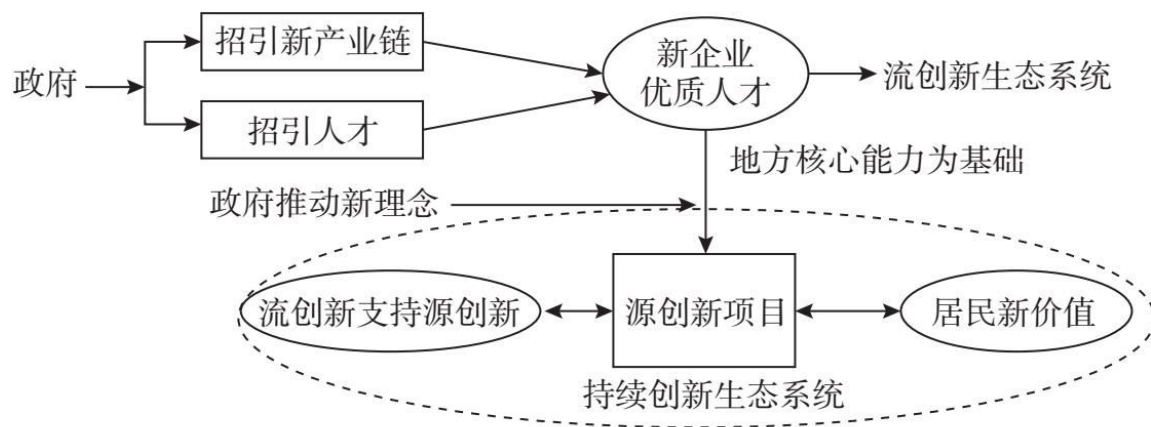 招引新产业链
政府
招引人才
新企业
优质人才
流创新生态系统
地方核心能力为基础
政府推动新理念
流创新支持源创新
源创新项目
居民新价值
持续创新生态系统